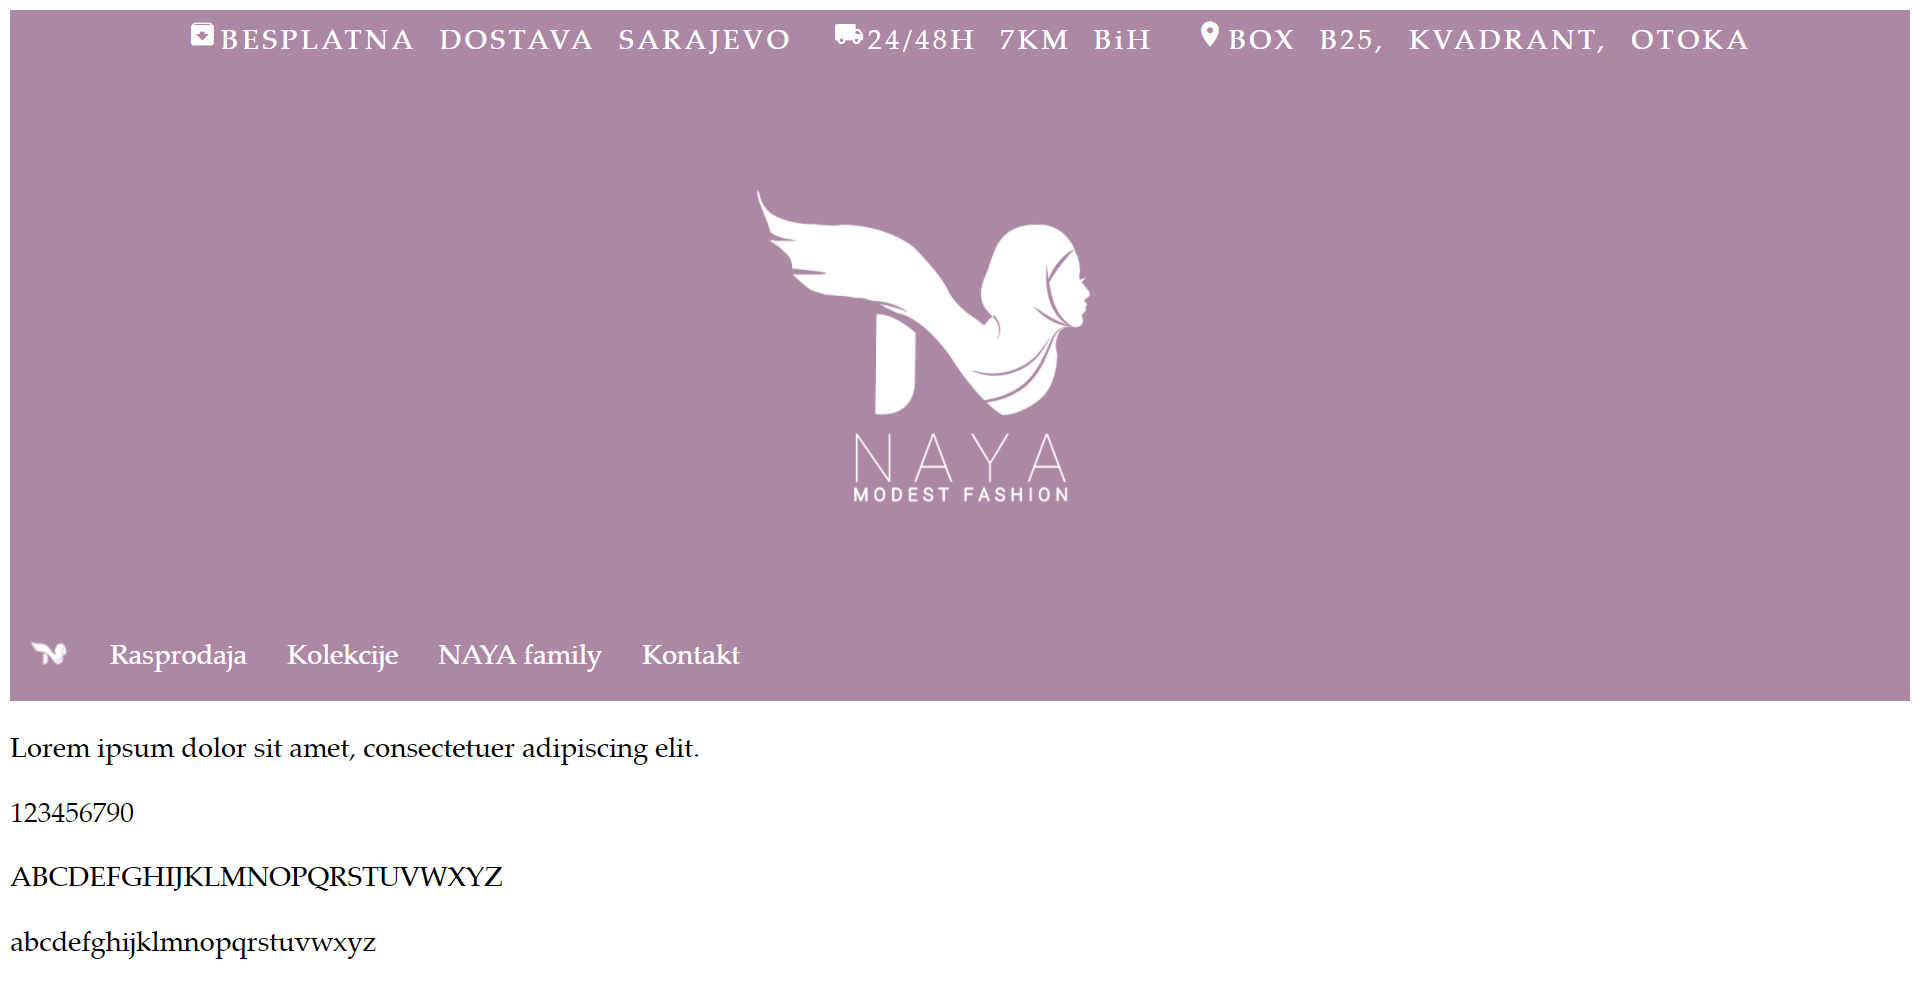 BESPLATNA DOSTAVA SARAJEVO 24/48H 7KM BiH BOX B25, KVADRANT, OTOKA
NAYA
MODEST FASHION
Rasprodaja Kolekcije NAYA family Kontakt
Lorem ipsum dolor sit amet, consectetuer adipiscing elit.
123456790
ABCDEFGHIJKLMNOPQRSTUVWXYZ
abcdefghijklmnopqrstuvwxyz